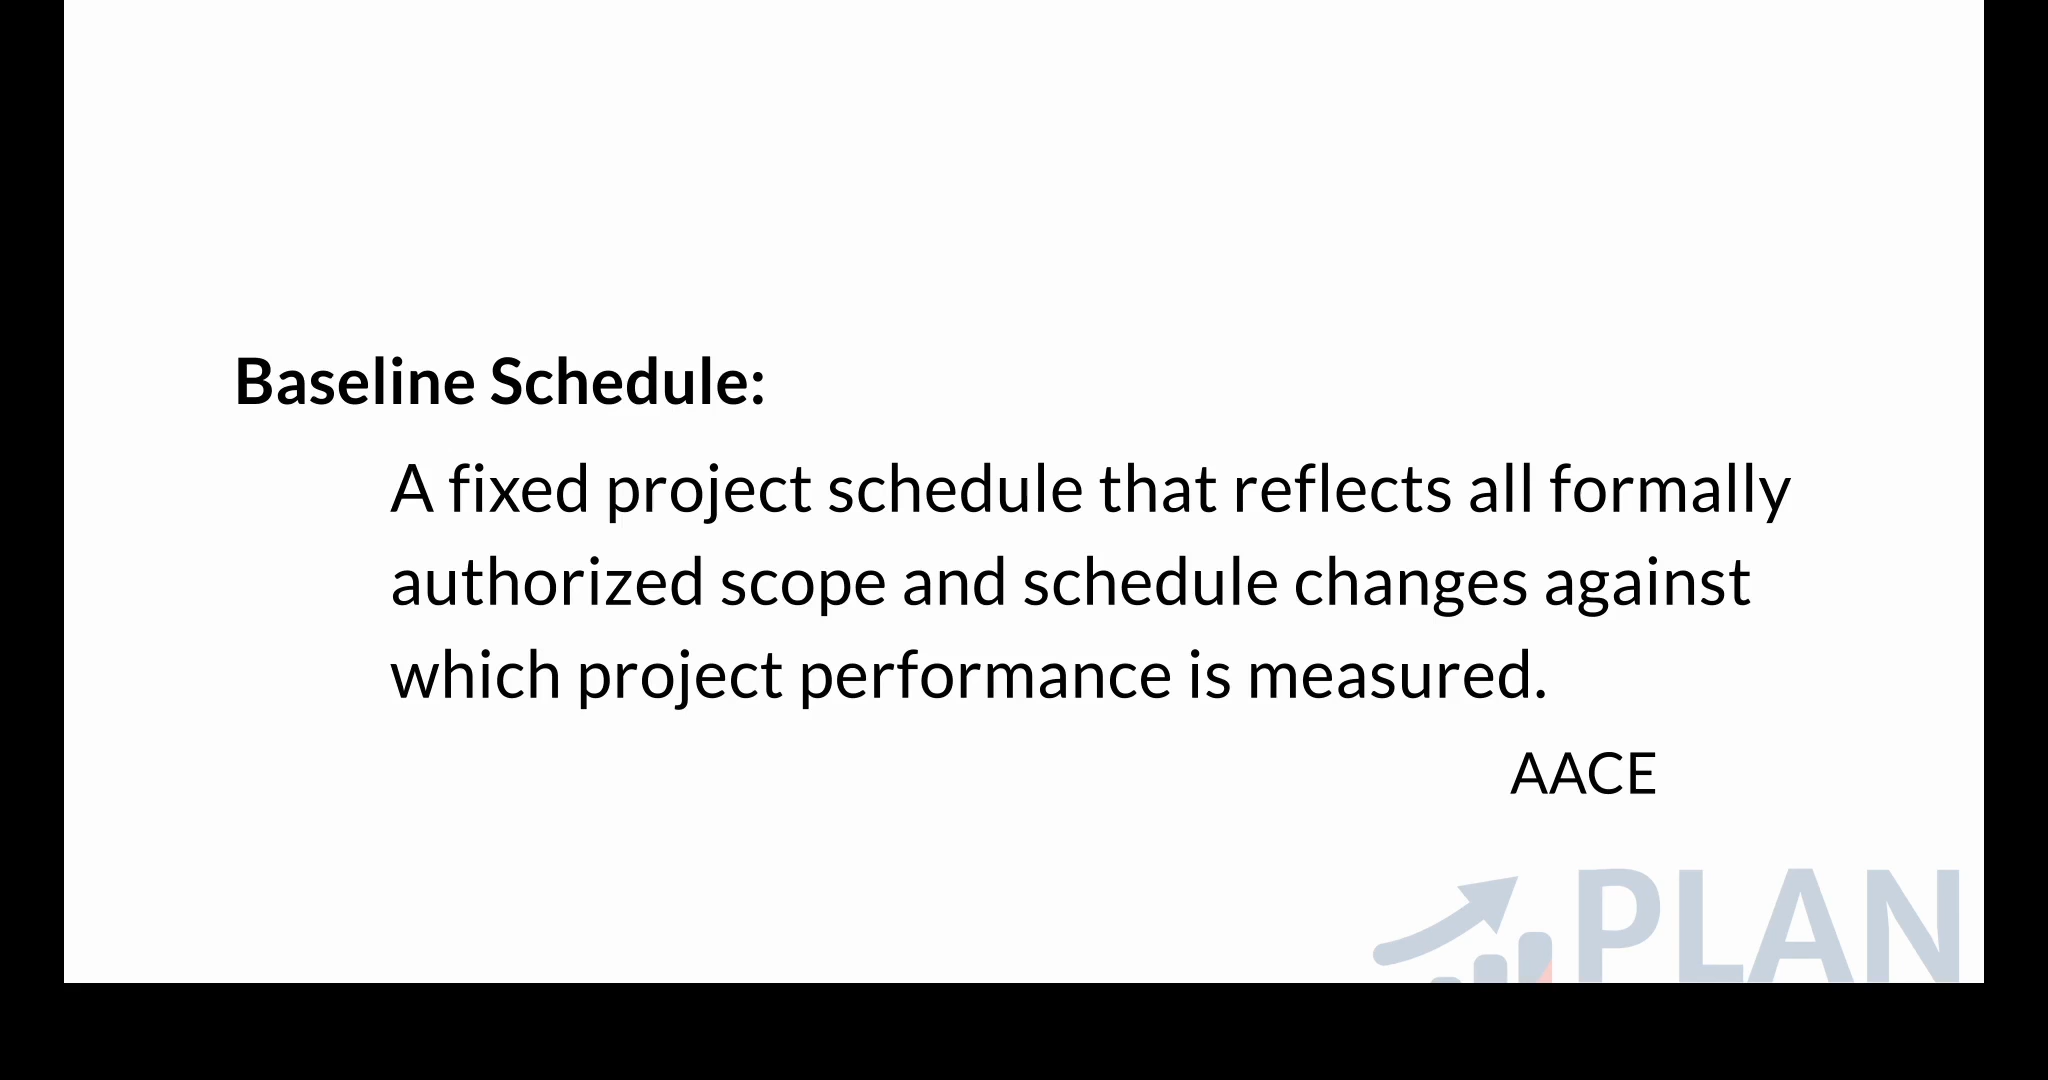 Baseline Schedule:
A fixed project schedule that reflects all formally
authorized scope and schedule changes against
which project performance is measured.
AACE
PLAN